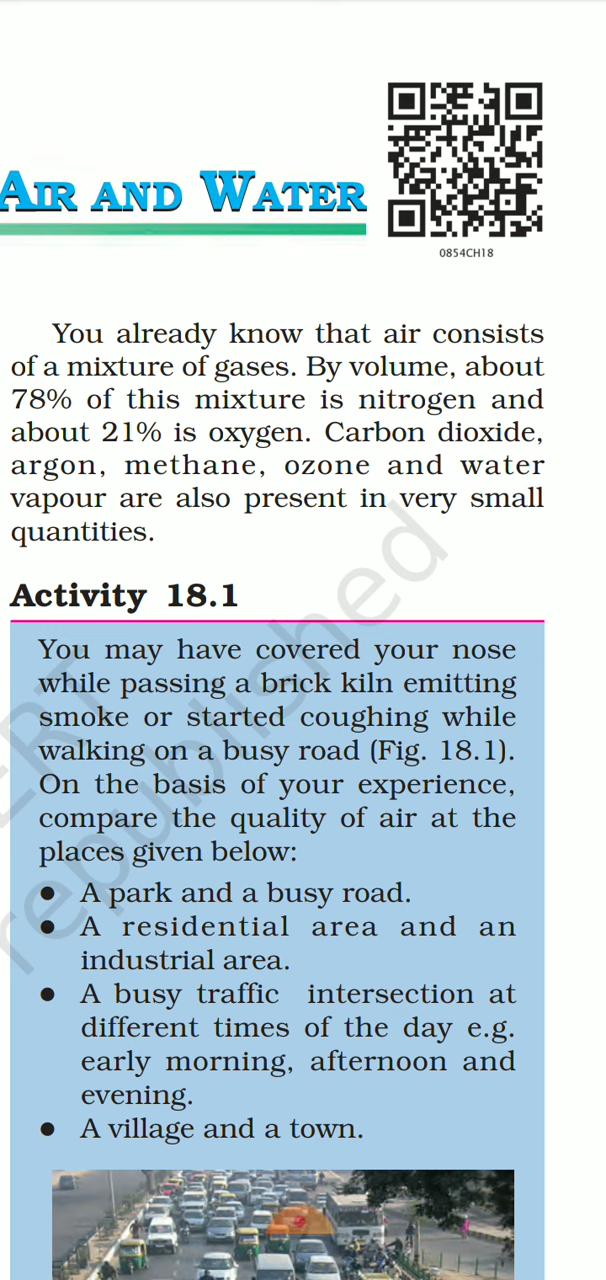 AIR AND WATER
0854CH18
You already know that air consists
of a mixture of gases. By volume, about
78% of this mixture is nitrogen and
about 21% is oxygen. Carbon dioxide,
argon, methane, ozone and water
vapour are also present in very small
quantities.
Activity 18.1
You may have covered your nose
while passing a brick kiln emitting
smoke or started coughing while
walking on a busy road (Fig. 18.1).
On the basis of your experience,
compare the quality of air at the
places given below:
● A park and a busy road.
● A residential area and an
industrial area.
● A busy traffic intersection at
different times of the day e.g.
early morning, afternoon and
evening.
● A village and a town.
ERT
republished